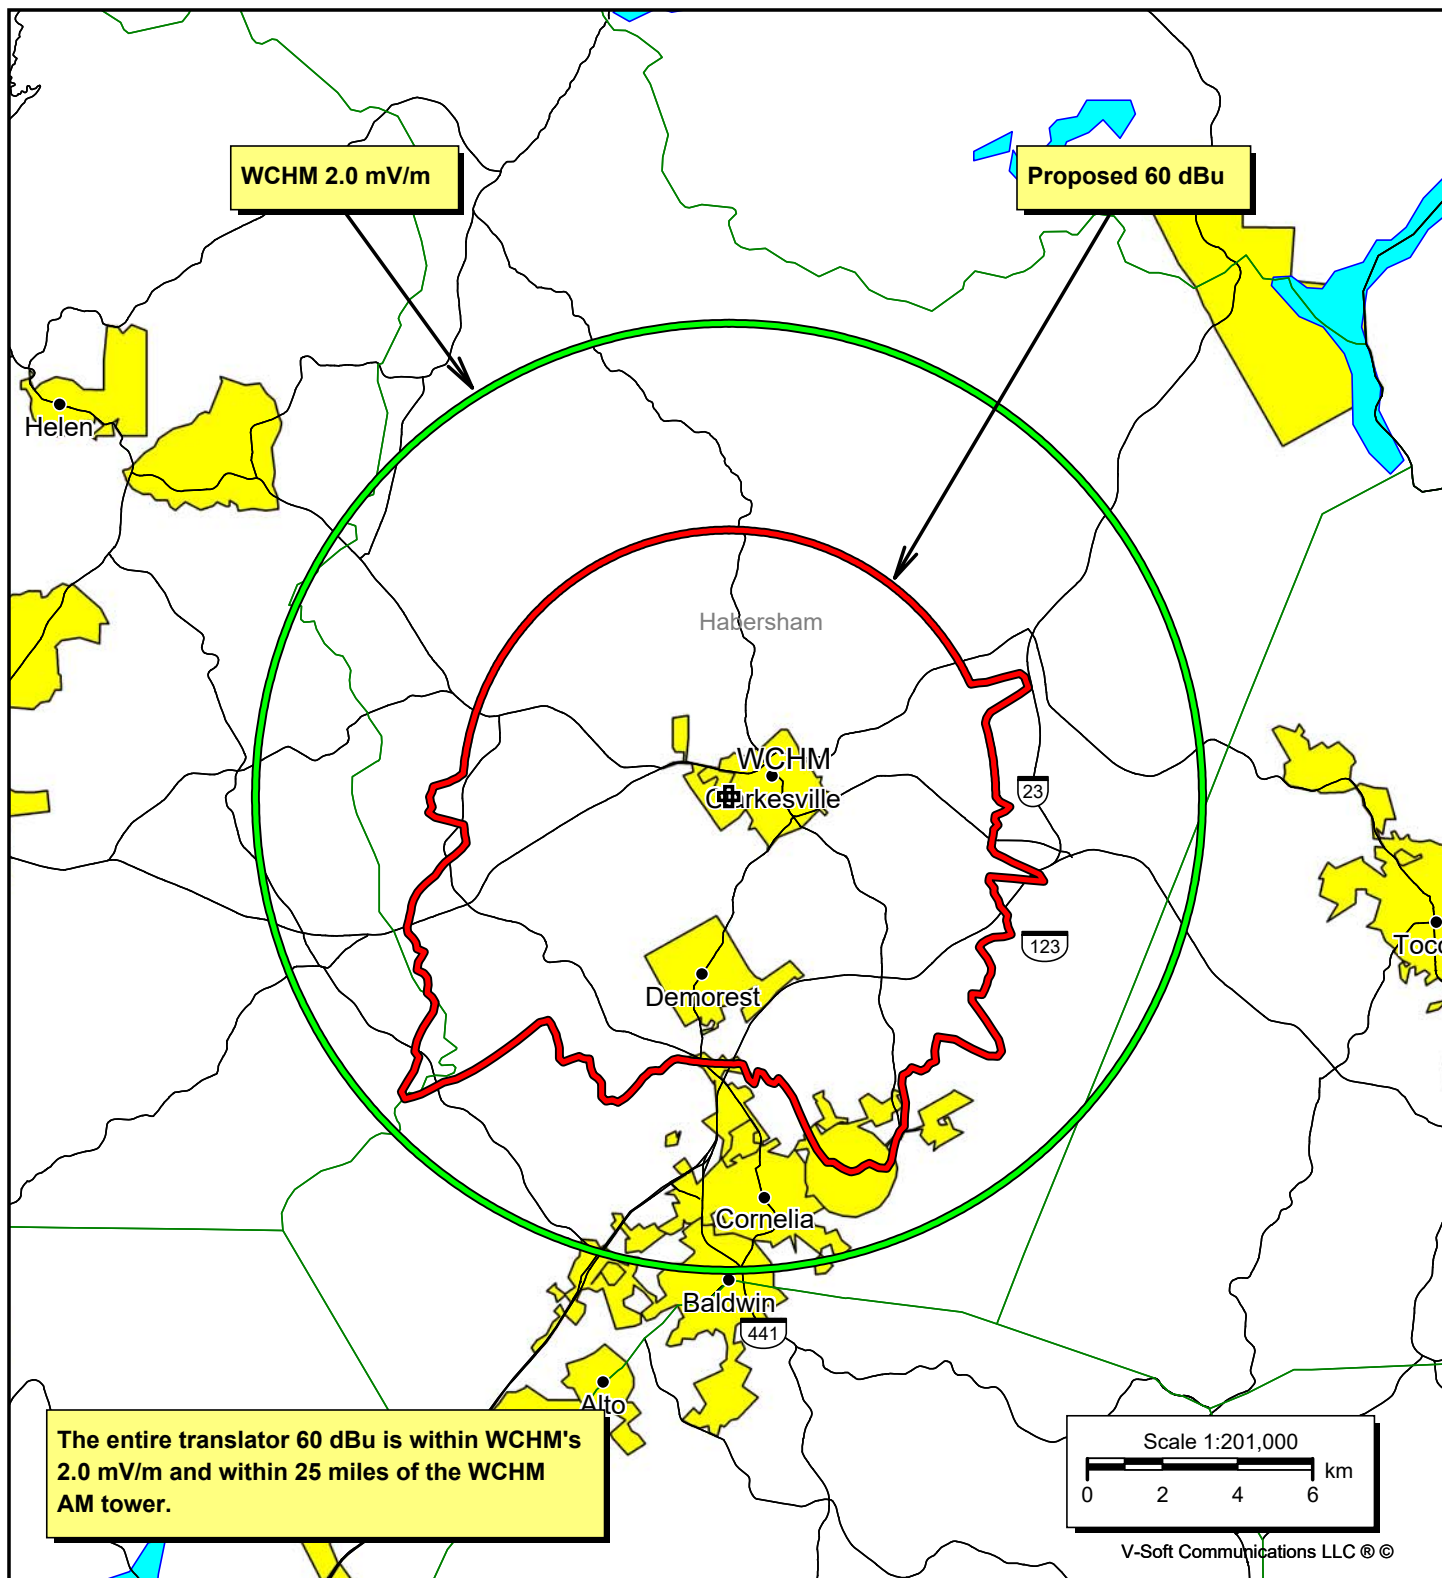 WCHM 2.0 mV/m
Proposed 60 dBu
Helen
Habersham
WCHM
Clarkesville
23
123
Demorest
Cornelia
Baldwin
441
Alto
The entire translator 60 dBu is within WCHM's
2.0 mV/m and within 25 miles of the WCHM
AM tower.
Scale 1:201,000
km
0 2 4 6
V-Soft Communications LLC ® ©